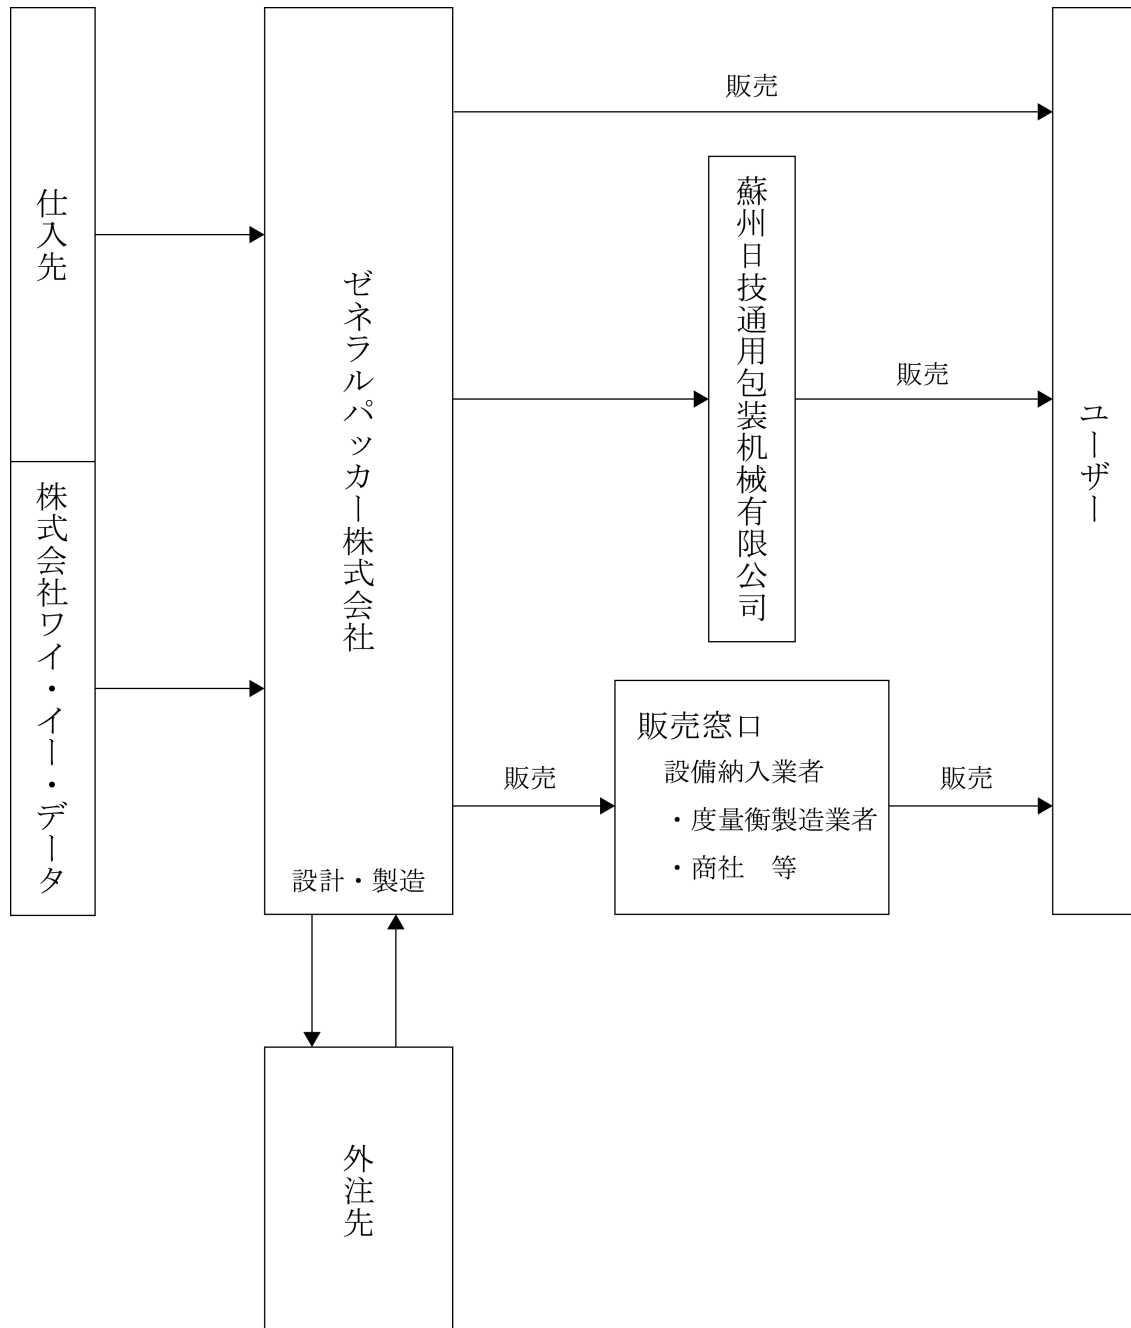 仕入先
株式会社ワイ・イー・データ
ゼネラルパッカー株式会社
設計・製造
外注先
販売
蘇州日技通用包装机械有限公司
販売
販売
販売窓口
設備納入業者
・度量衡製造業者
・商社　等
販売
ユーザー